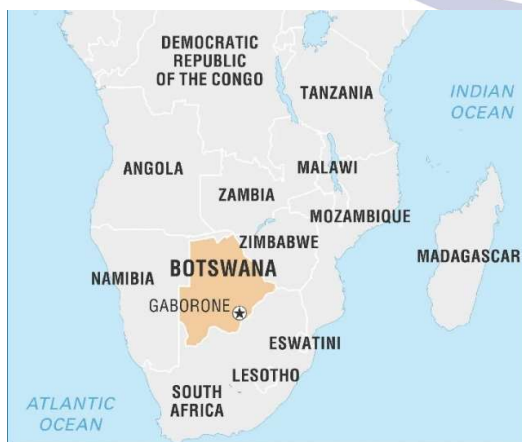 DEMOCRATIC
REPUBLIC
OF THE CONGO
TANZANIA
INDIAN
OCEAN
ANGOLA
MALAWI
ZAMBIA
MOZAMBIQUE
ZIMBABWE
MADAGASCAR
NAMIBIA
BOTSWANA
GABORONE
ESWATINI
LESOTHO
SOUTH
AFRICA
ATLANTIC
OCEAN